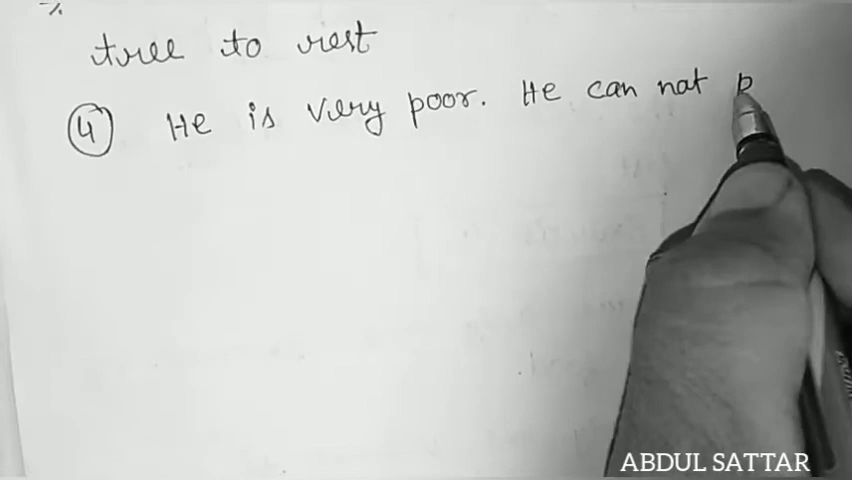 tree to rest
④ He is very poor. He can not p
ABDUL SATTAR